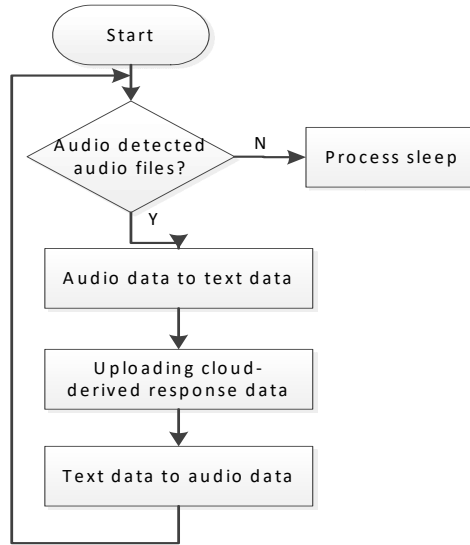 Start
Audio detected
audio files?
N
Process sleep
Y
Audio data to text data
Uploading cloud-
derived response data
Text data to audio data